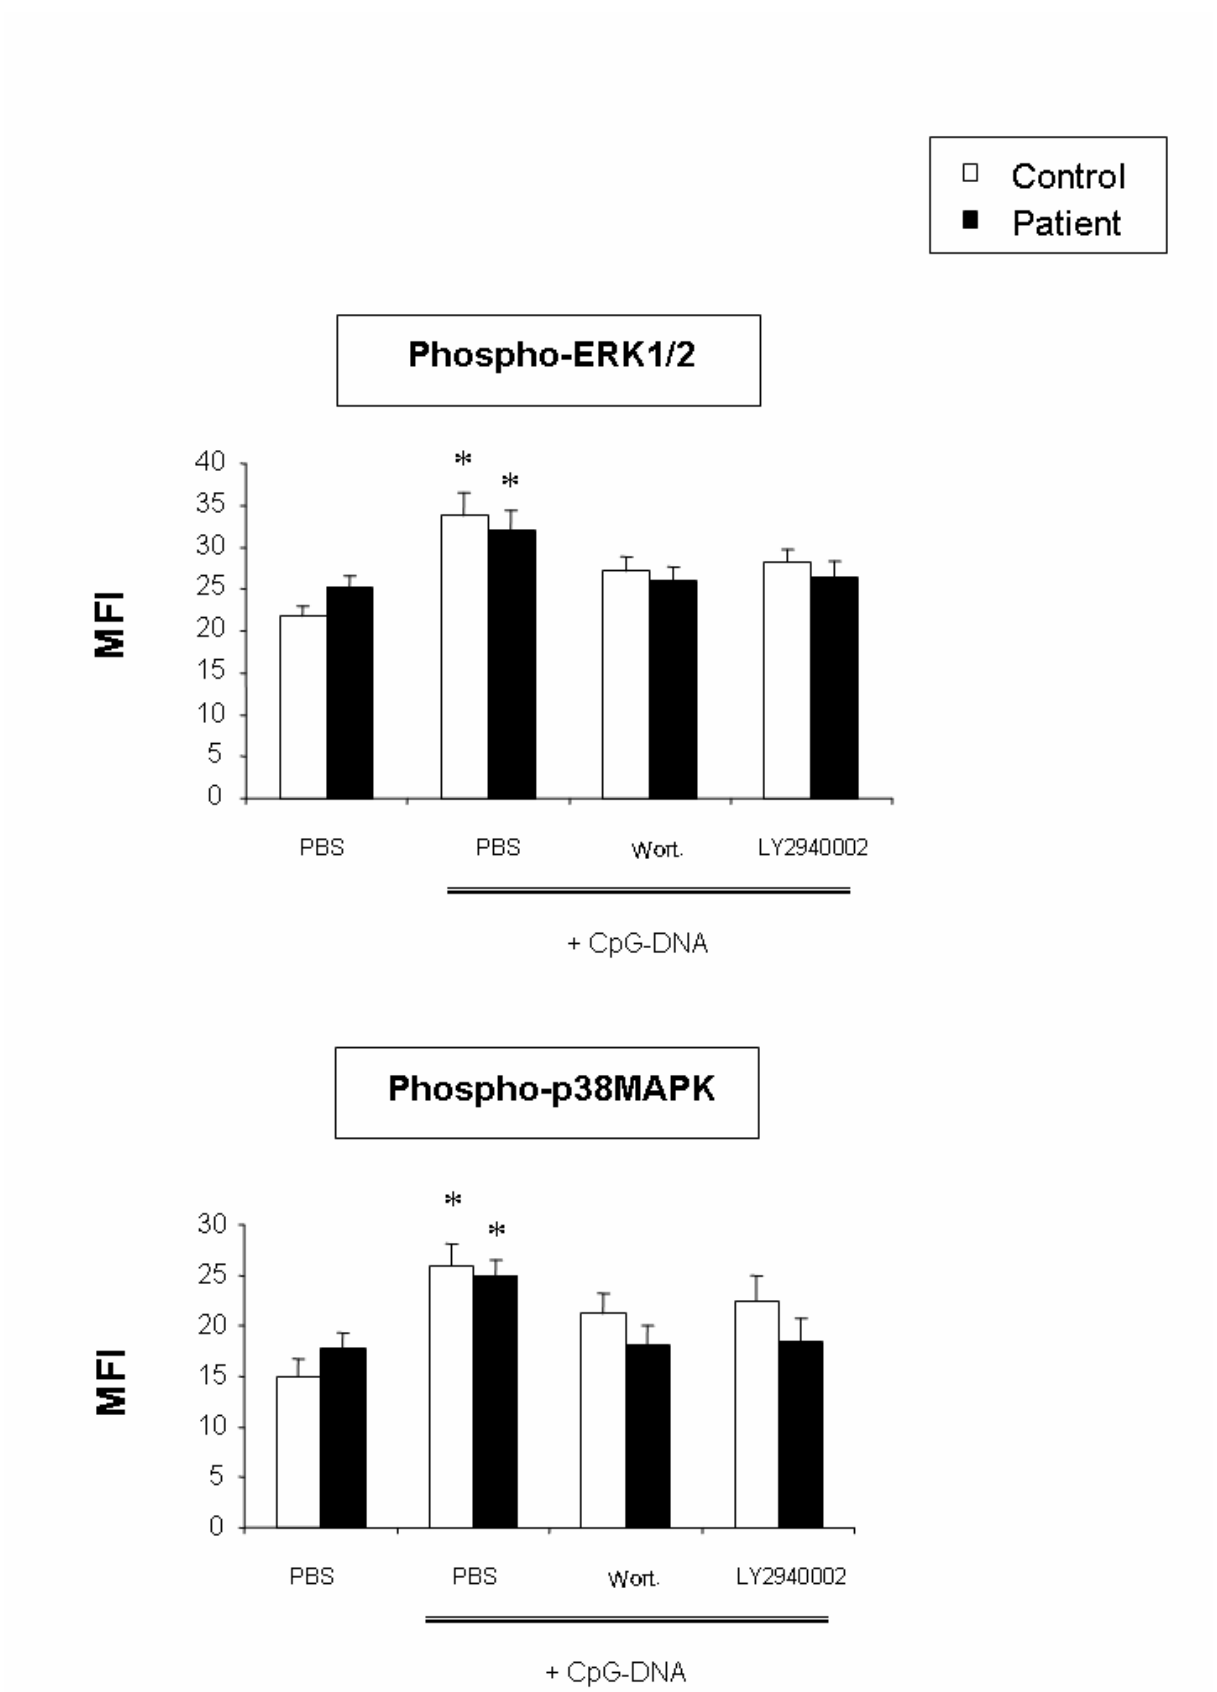 Control
Patient
Phospho-ERK1/2
*
*
40
35
30
25
20
15
10
5
0
MFI
PBS PBS Wort. LY2940002
+ CpG-DNA
Phospho-p38MAPK
*
*
30
25
20
15
10
5
0
MFI
PBS PBS Wort. LY2940002
+ CpG-DNA